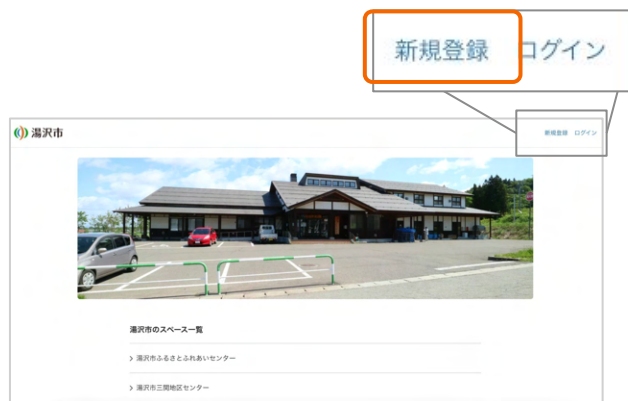 新規登録 ログイン
湯沢市
新規登録 ログイン
湯沢市のスペース一覧
> 湯沢市ふるさとふれあいセンター
> 湯沢市三関地区センター